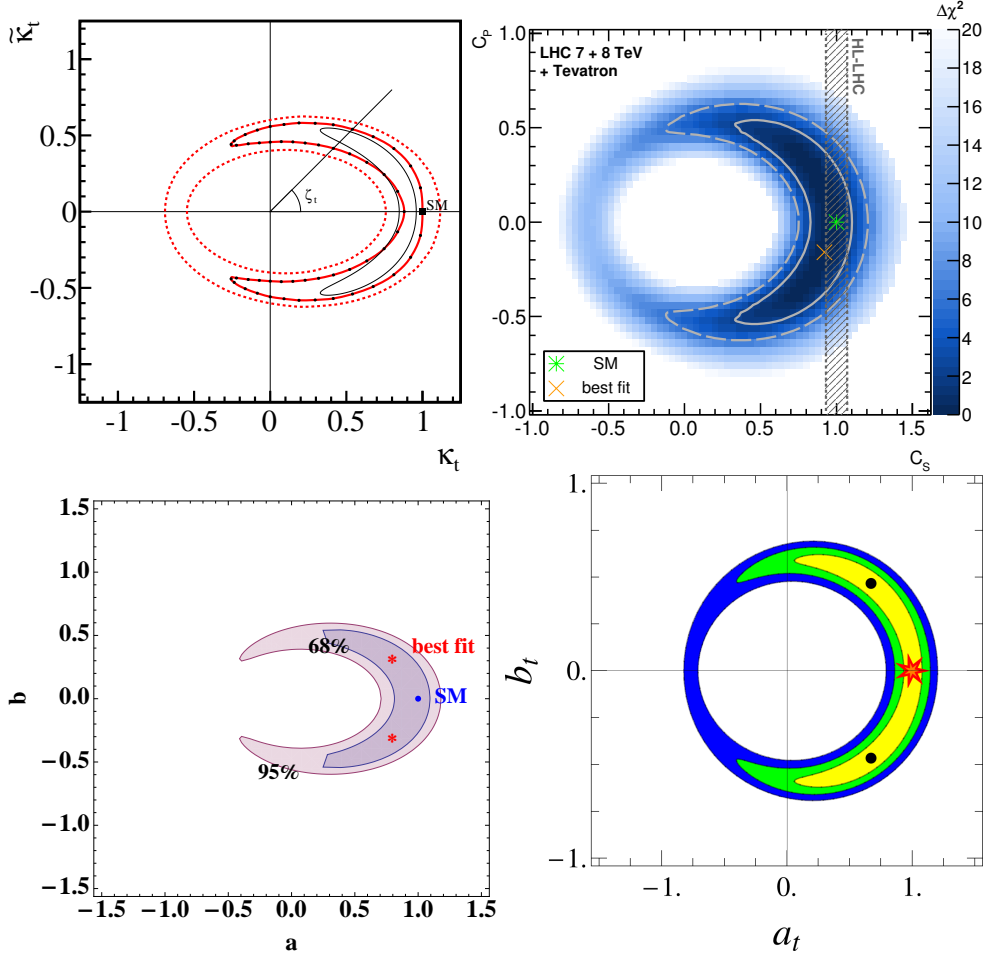 κ̃ₜ
1
0.5
0
-0.5
-1
-1 -0.5 0 0.5 1
κₜ
ζₜ
SM
Δχ²
C_P
1.0
0.5
0.0
-0.5
-1.0
-1.0 -0.5 0.0 0.5 1.0 1.5
C_S
LHC 7 + 8 TeV
+ Tevatron
HL-LHC
SM
best fit
20
18
16
14
12
10
8
6
4
2
0
b
1.5
1.0
0.5
0.0
-0.5
-1.0
-1.5
-1.5 -1.0 -0.5 0.0 0.5 1.0 1.5
a
68%
best fit
SM
95%
bₜ
1.
0.
-1.
-1. 0. 1.
aₜ